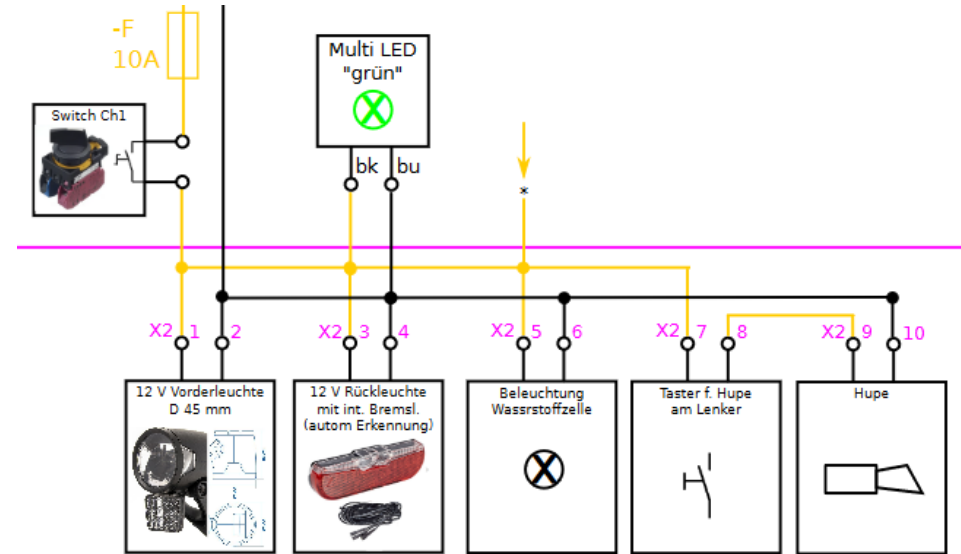 -F
10A
Multi LED
"grün"
Switch Ch1
bk
bu
*
X2
1
2
X2
3
4
X2
5
6
X2
7
8
X2
9
10
12 V Vorderleuchte
D 45 mm
12 V Rückleuchte
mit int. Bremsl.
(autom Erkennung)
Beleuchtung
Wassrstoffzelle
Taster f. Hupe
am Lenker
Hupe